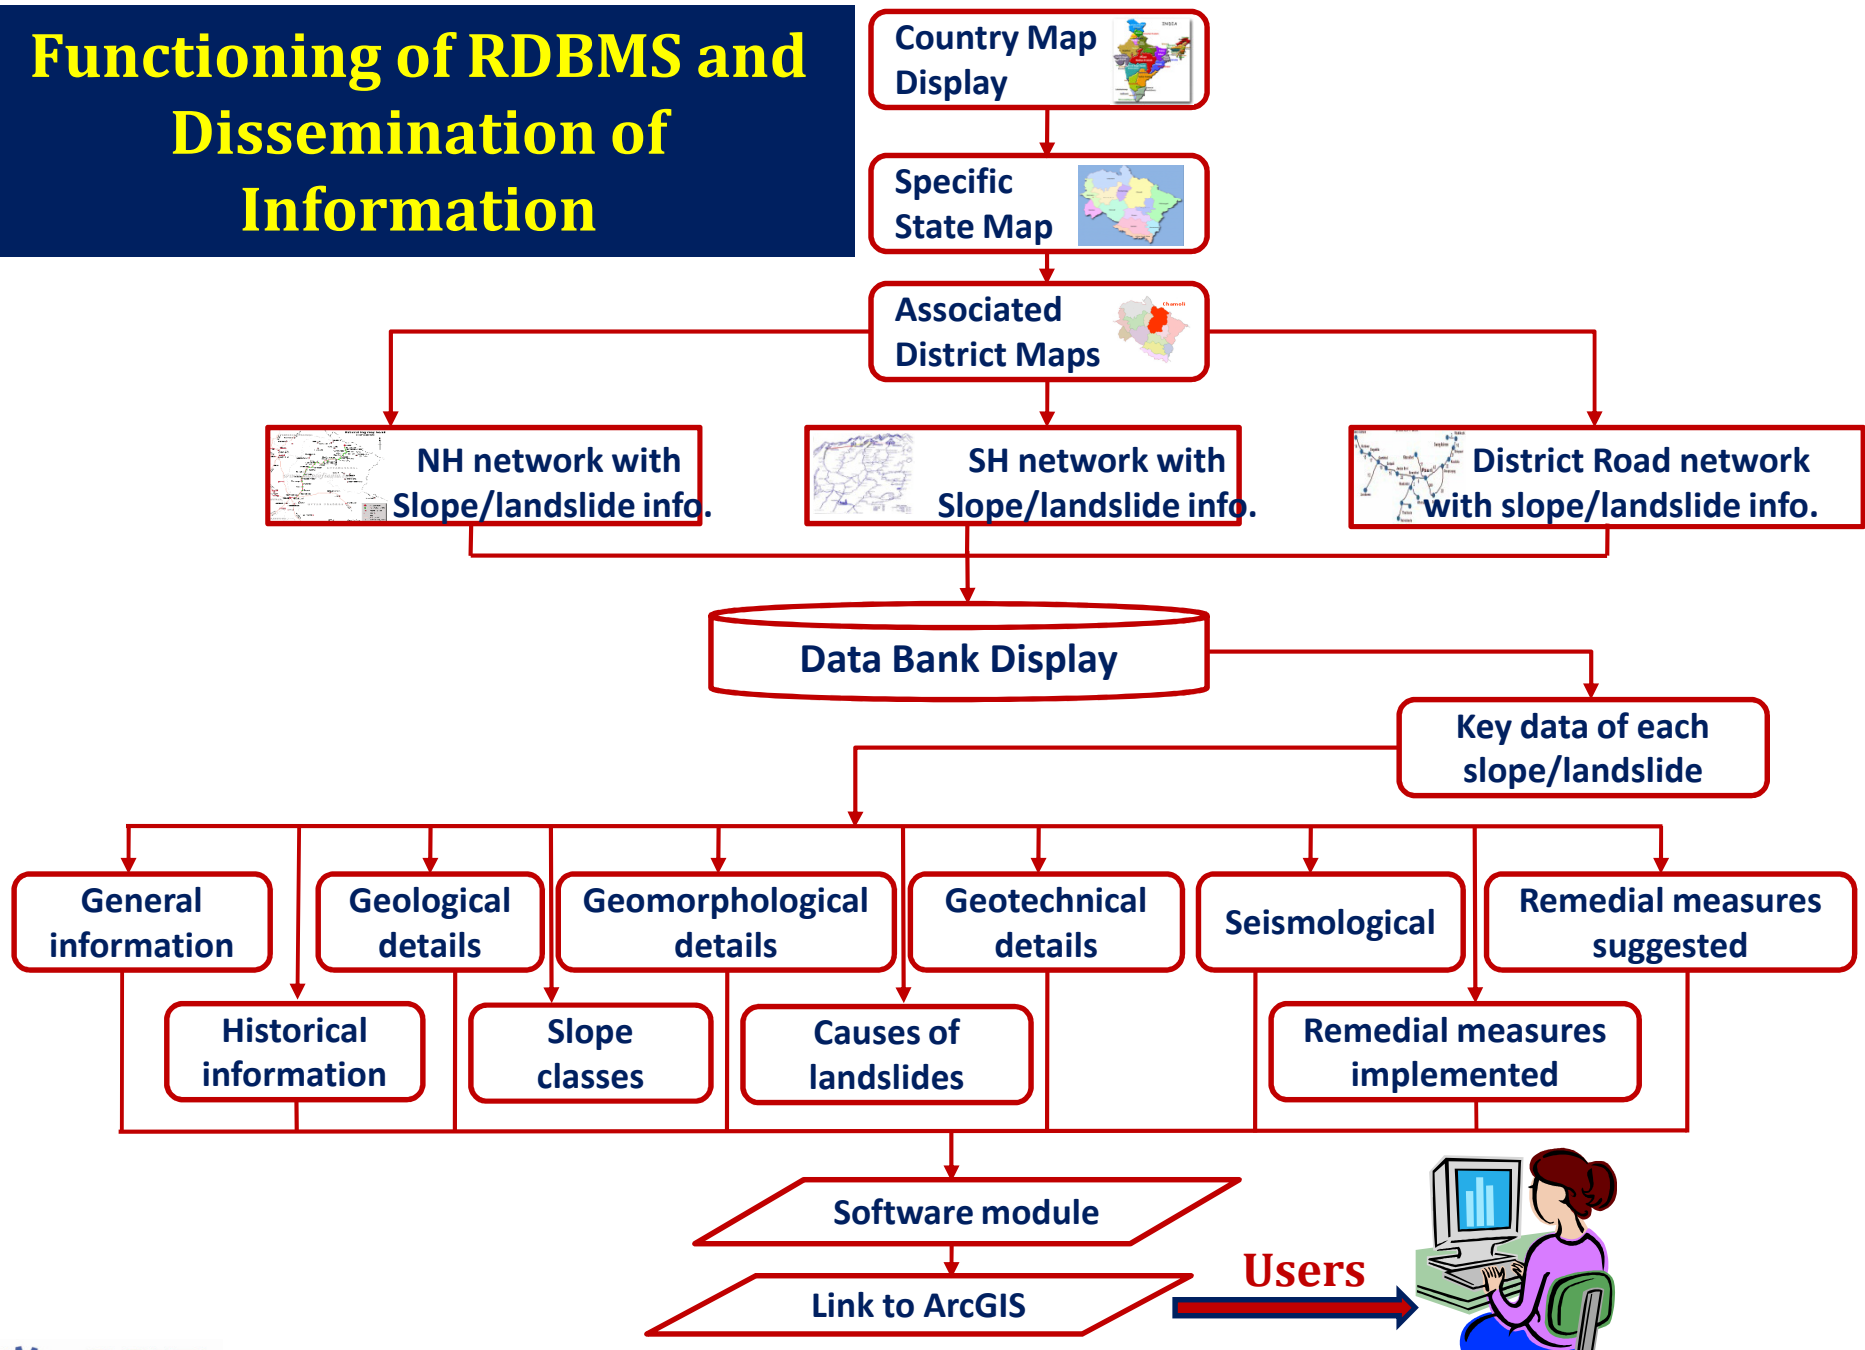 Functioning of RDBMS and
Dissemination of
Information
Country Map
Display
INDIA
Specific
State Map
Associated
District Maps
Chamoli
NH network with
Slope/landslide info.
SH network with
Slope/landslide info.
District Road network
with slope/landslide info.
Data Bank Display
Key data of each
slope/landslide
General
information
Geological
details
Geomorphological
details
Geotechnical
details
Seismological
Remedial measures
suggested
Historical
information
Slope
classes
Causes of
landslides
Remedial measures
implemented
Software module
Link to ArcGIS
Users